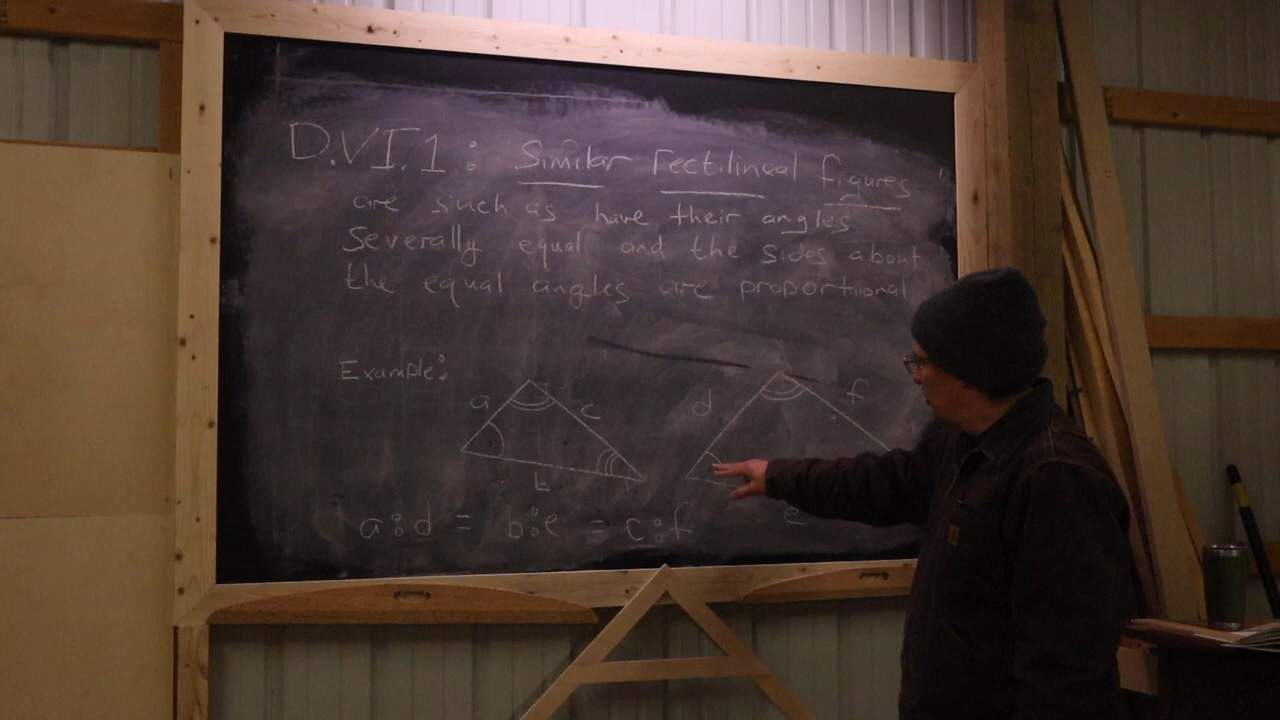 D.VI.1: Similar rectilineal figures
are such as have their angles
severally equal and the sides about
the equal angles are proportional.
Example:
a c d f
b e
a:d = b:e = c:f